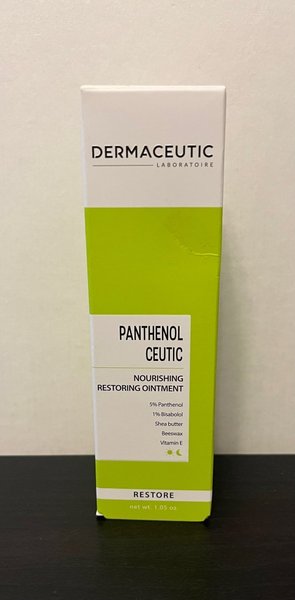 DERMACEUTIC
LABORATOIRE
PANTHENOL
CEUTIC
NOURISHING
RESTORING OINTMENT
5% Panthenol
1% Bisabolol
Shea butter
Beeswax
Vitamin E
RESTORE
net wt. 1.05 oz.